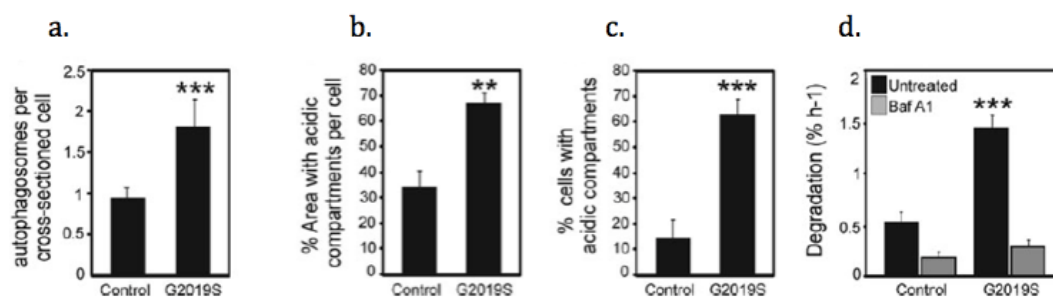 a.
autophagosomes per
cross-sectioned cell
2.5
2
1.5
1
0.5
0
***
Control G2019S
b.
% Area with acidic
compartments per cell
80
70
60
50
40
30
20
10
0
**
Control G2019S
c.
% cells with
acidic compartments
80
70
60
50
40
30
20
10
0
***
Control G2019S
d.
Degradation (% h-1)
2
1.5
0.5
0
Untreated
Baf A1
***
Control G2019S